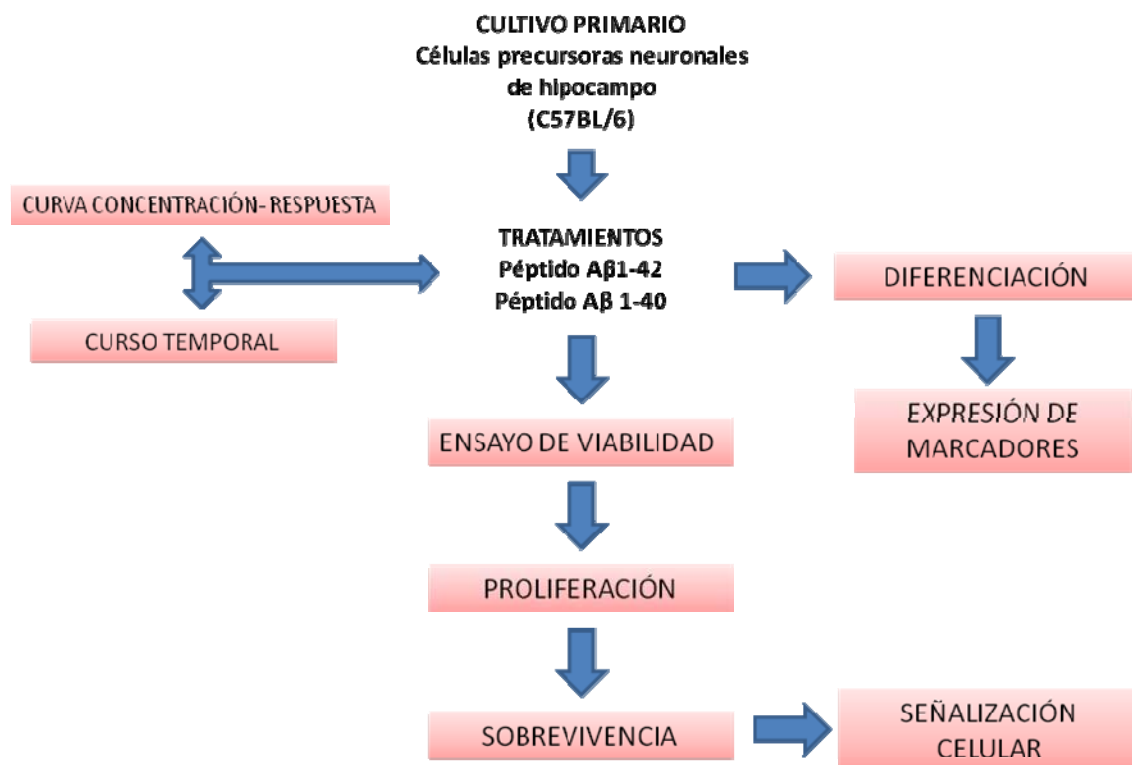 CULTIVO PRIMARIO
Células precursoras neuronales
de hipocampo
(C57BL/6)
CURVA CONCENTRACIÓN- RESPUESTA
CURSO TEMPORAL
TRATAMIENTOS
Péptido Aβ1-42
Péptido Aβ 1-40
DIFERENCIACIÓN
EXPRESIÓN DE
MARCADORES
ENSAYO DE VIABILIDAD
PROLIFERACIÓN
SOBREVIVENCIA
SEÑALIZACIÓN
CELULAR